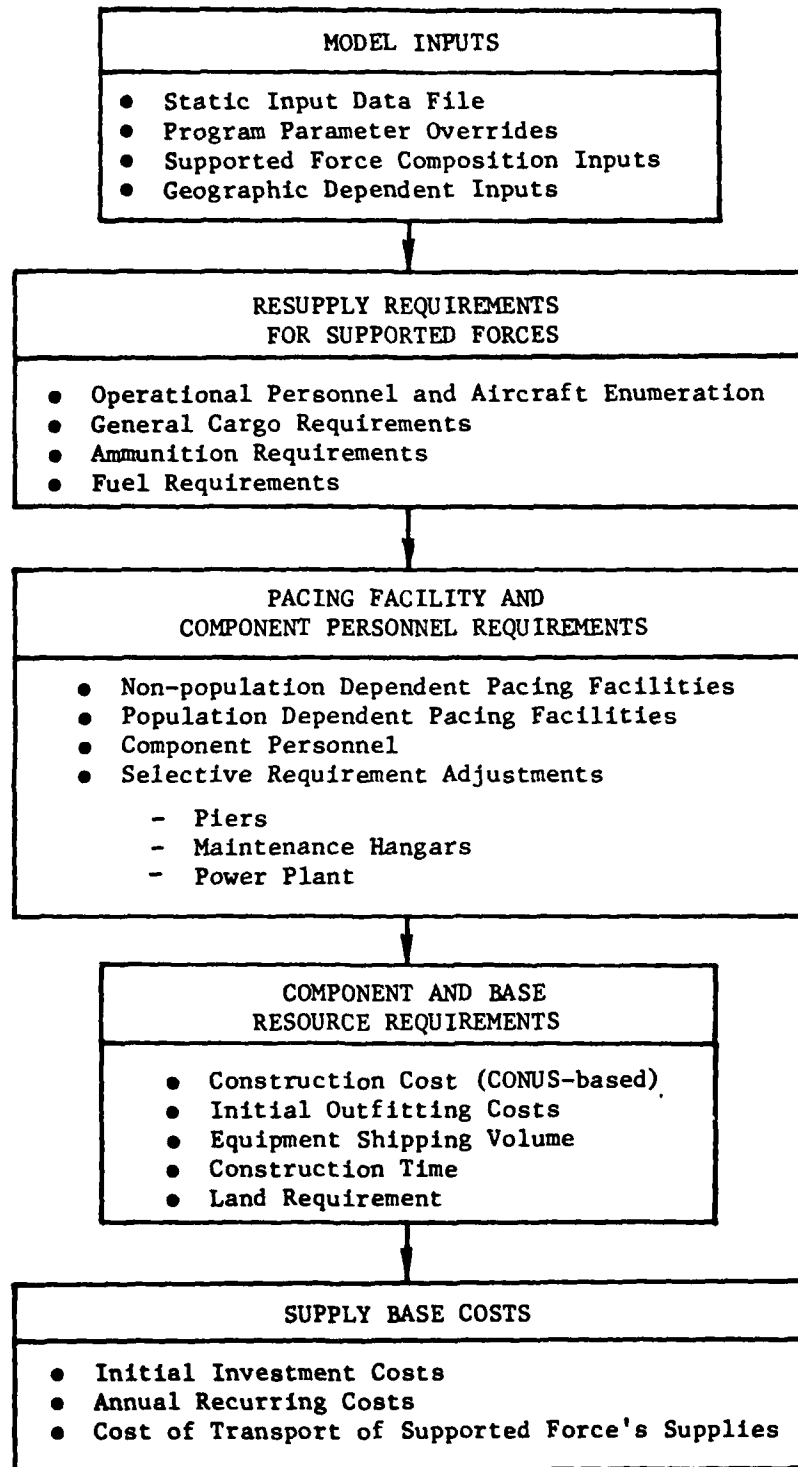 MODEL INPUTS
● Static Input Data File
● Program Parameter Overrides
● Supported Force Composition Inputs
● Geographic Dependent Inputs
RESUPPLY REQUIREMENTS
FOR SUPPORTED FORCES
● Operational Personnel and Aircraft Enumeration
● General Cargo Requirements
● Ammunition Requirements
● Fuel Requirements
PACING FACILITY AND
COMPONENT PERSONNEL REQUIREMENTS
● Non-population Dependent Pacing Facilities
● Population Dependent Pacing Facilities
● Component Personnel
● Selective Requirement Adjustments
- Piers
- Maintenance Hangars
- Power Plant
COMPONENT AND BASE
RESOURCE REQUIREMENTS
● Construction Cost (CONUS-based)
● Initial Outfitting Costs
● Equipment Shipping Volume
● Construction Time
● Land Requirement
SUPPLY BASE COSTS
● Initial Investment Costs
● Annual Recurring Costs
● Cost of Transport of Supported Force's Supplies